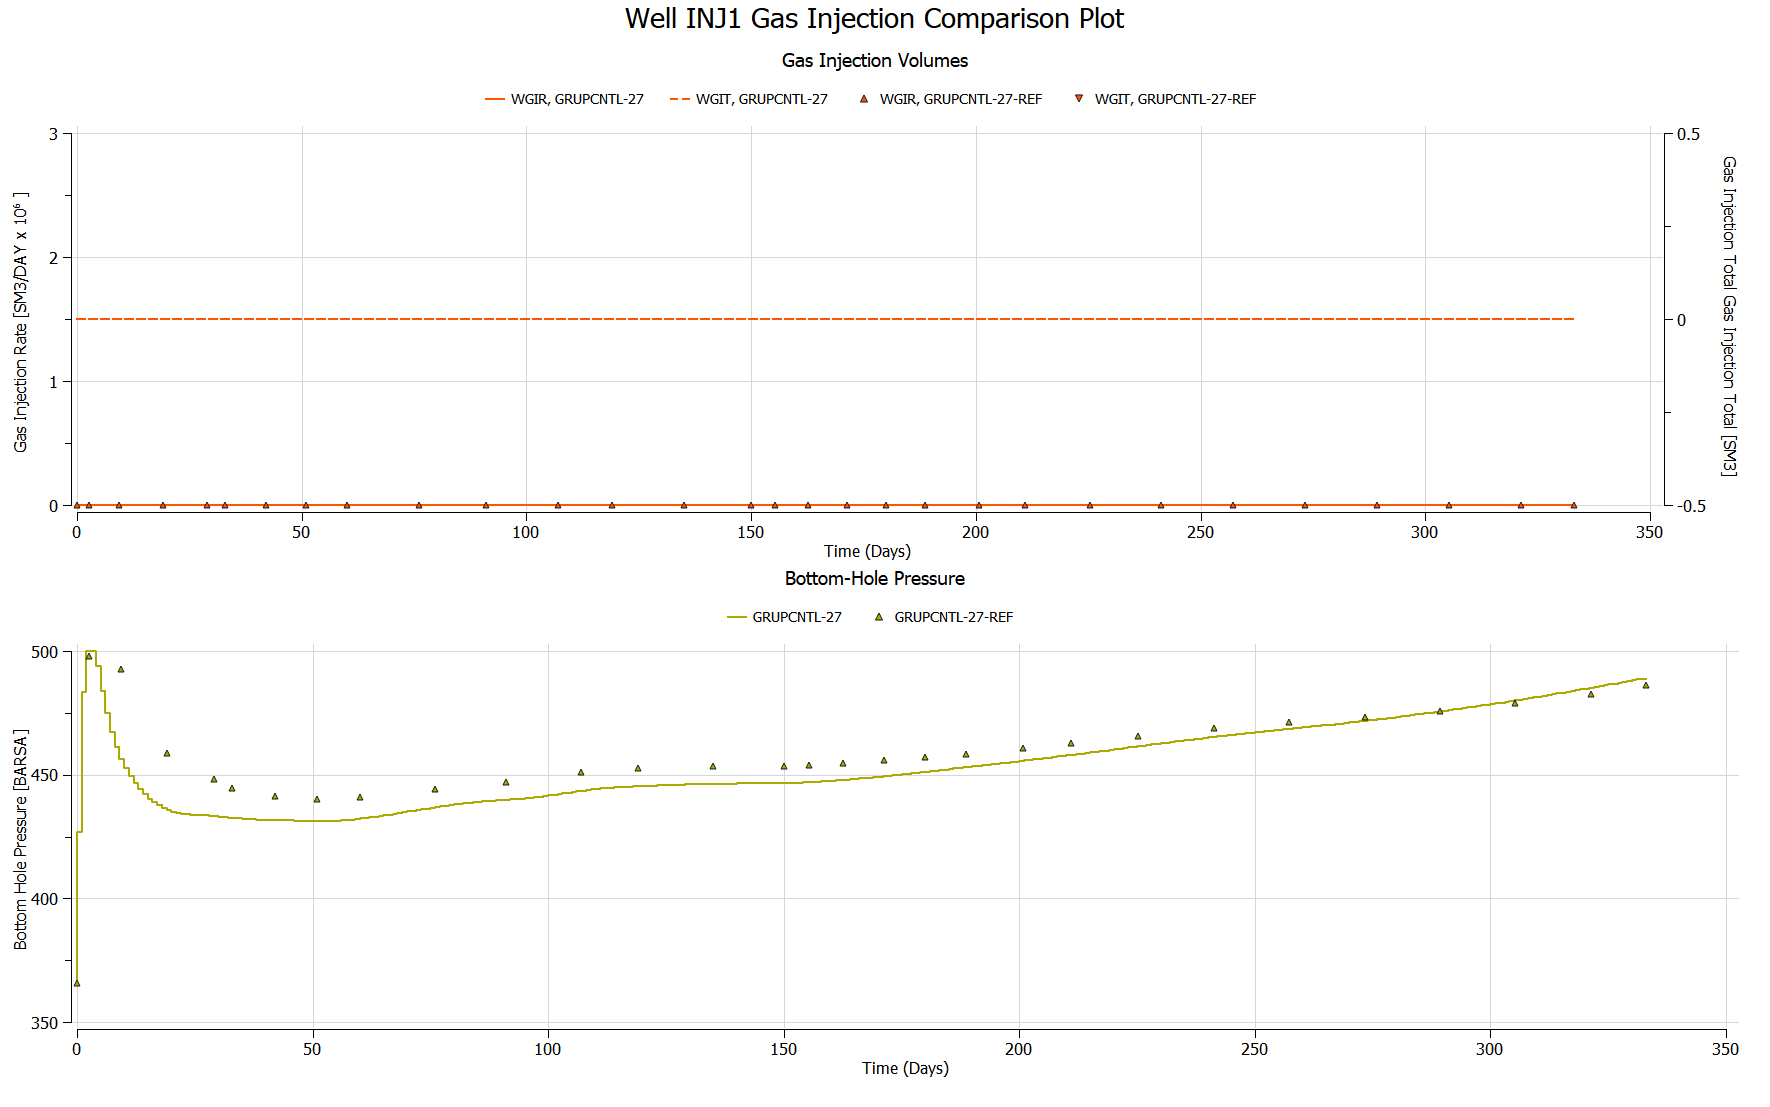 Well INJ1 Gas Injection Comparison Plot
Gas Injection Volumes
WGIR, GRUPCNTL-27 WGIT, GRUPCNTL-27 WGIR, GRUPCNTL-27-REF WGIT, GRUPCNTL-27-REF
Gas Injection Rate [SM3/DAY x 10⁶ ]
3
2
1
0
0.5
0
-0.5
Gas Injection Total Gas Injection Total [SM3]
0 50 100 150 200 250 300 350
Time (Days)
Bottom-Hole Pressure
GRUPCNTL-27 GRUPCNTL-27-REF
Bottom Hole Pressure [BARSA]
500
450
400
350
0 50 100 150 200 250 300 350
Time (Days)